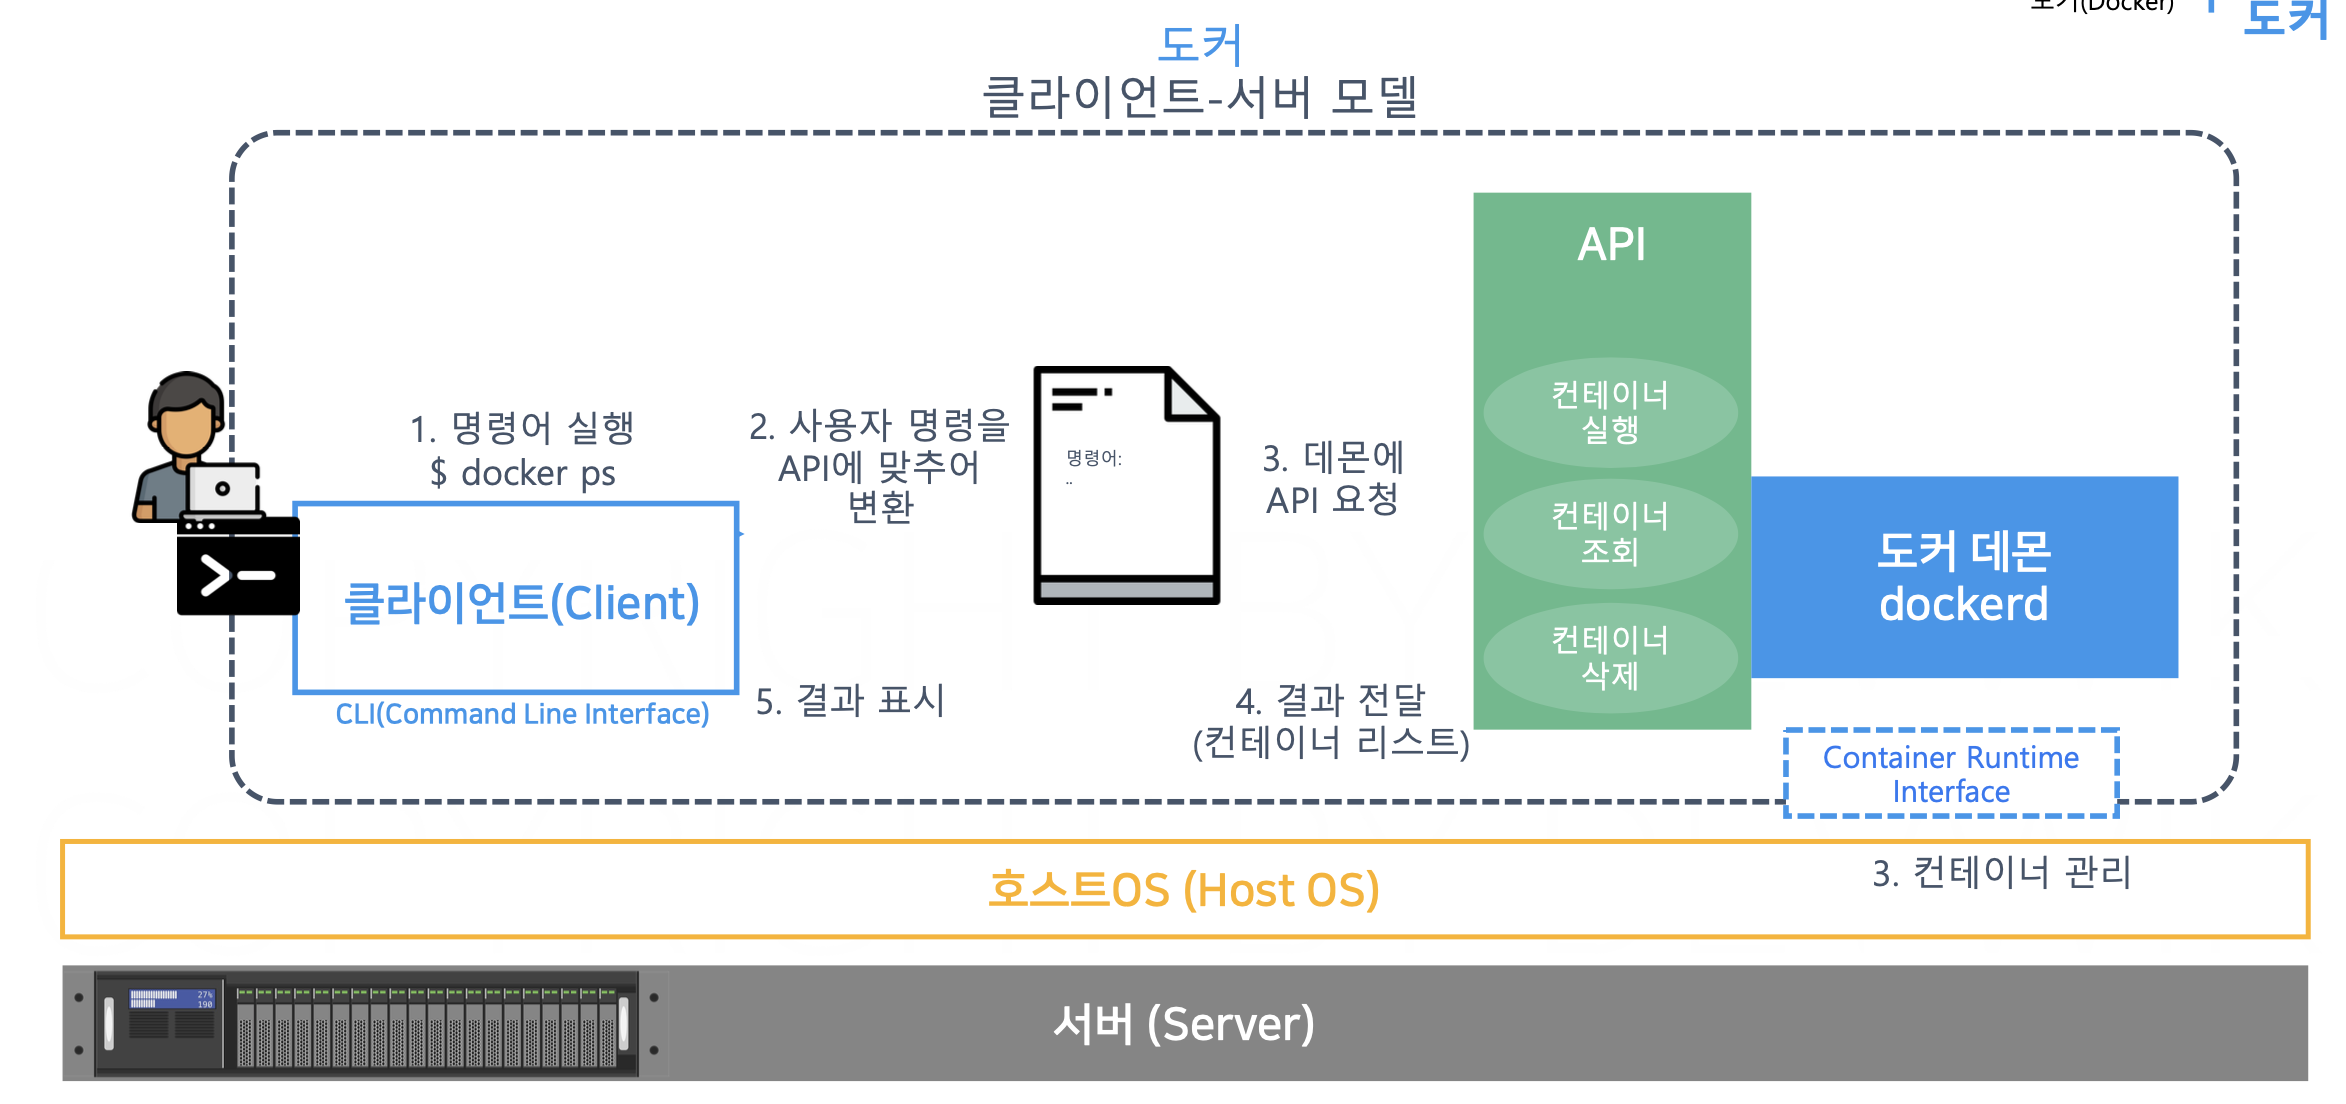 (Docker)
도커
도커
클라이언트-서버 모델
API
컨테이너
실행
컨테이너
조회
컨테이너
삭제
1. 명령어 실행
$ docker ps
2. 사용자 명령을
API에 맞추어
변환
명령어:
..
3. 데몬에
API 요청
클라이언트(Client)
CLI(Command Line Interface)
도커 데몬
dockerd
5. 결과 표시
4. 결과 전달
(컨테이너 리스트)
Container Runtime
Interface
3. 컨테이너 관리
호스트OS (Host OS)
27%
190
서버 (Server)